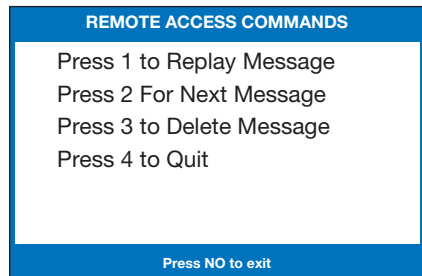 REMOTE ACCESS COMMANDS
Press 1 to Replay Message
Press 2 For Next Message
Press 3 to Delete Message
Press 4 to Quit
Press NO to exit